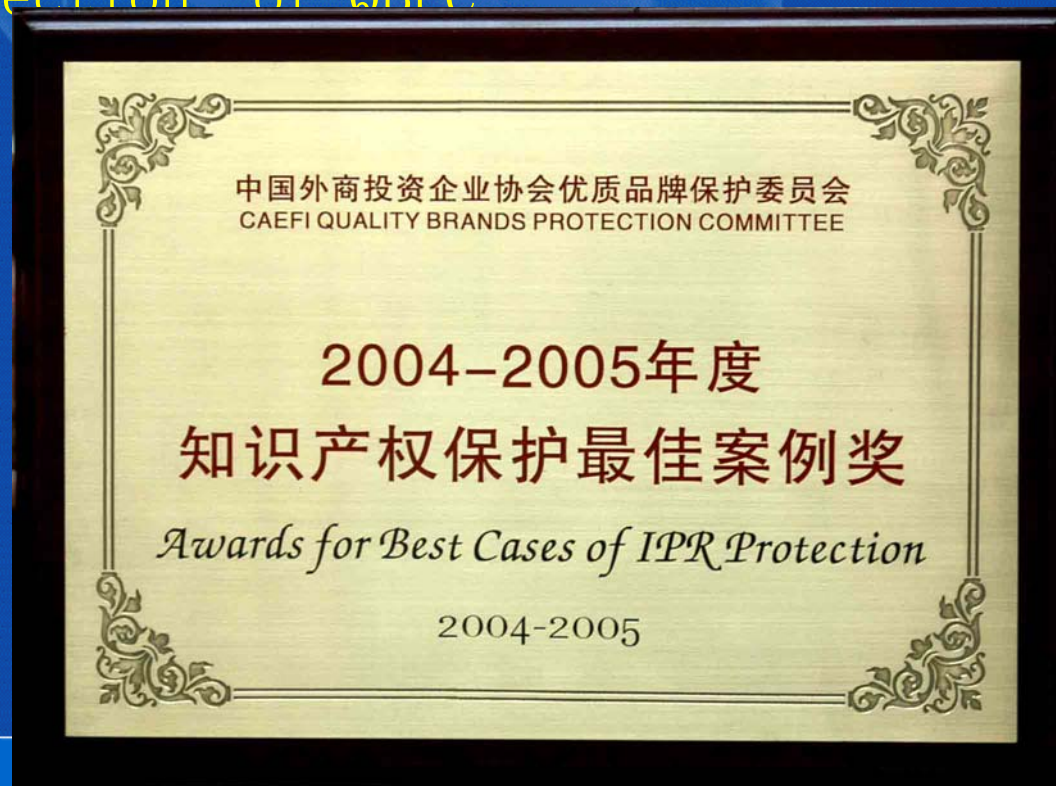 中国外商投资企业协会优质品牌保护委员会
CAEFI QUALITY BRANDS PROTECTION COMMITTEE
2004–2005年度
知识产权保护最佳案例奖
Awards for Best Cases of IPR Protection
2004-2005